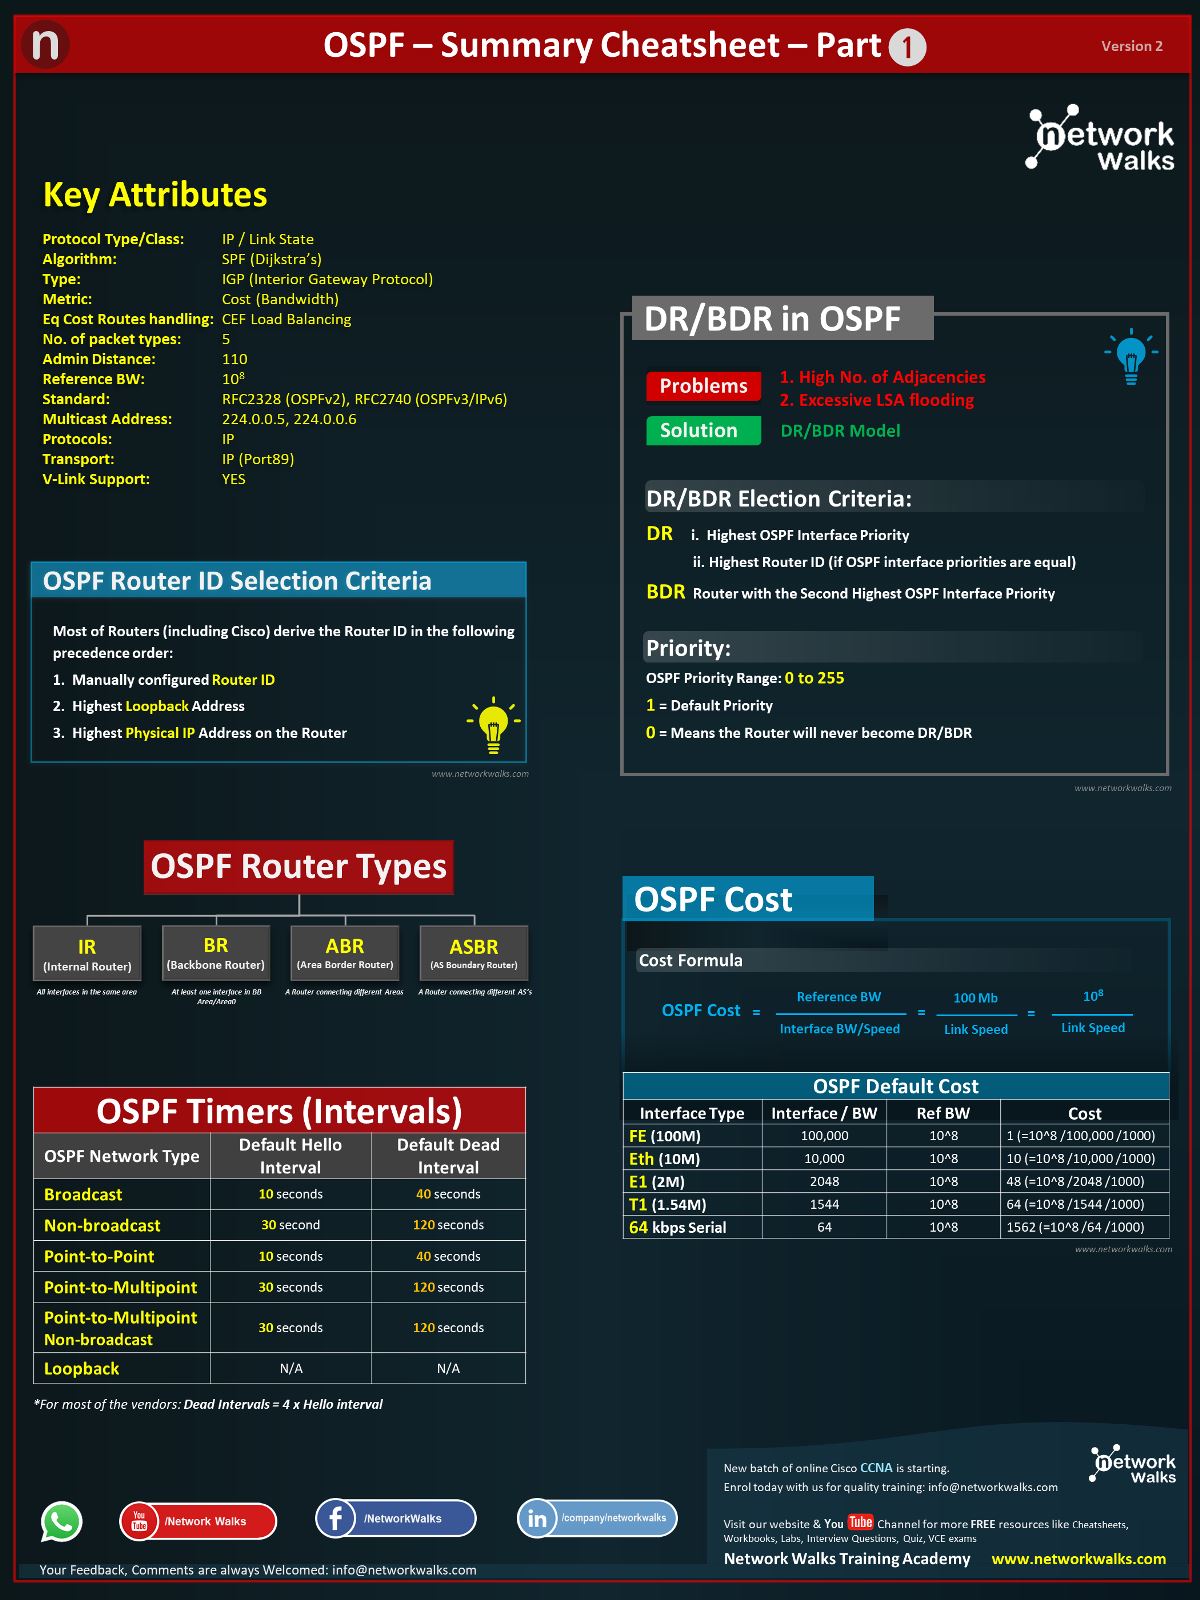 n
OSPF – Summary Cheatsheet – Part 1
Version 2
network
Walks
Key Attributes
Protocol Type/Class: IP / Link State
Algorithm: SPF (Dijkstra’s)
Type: IGP (Interior Gateway Protocol)
Metric: Cost (Bandwidth)
Eq Cost Routes handling: CEF Load Balancing
No. of packet types: 5
Admin Distance: 110
Reference BW: 10⁸
Standard: RFC2328 (OSPFv2), RFC2740 (OSPFv3/IPv6)
Multicast Address: 224.0.0.5, 224.0.0.6
Protocols: IP
Transport: IP (Port89)
V-Link Support: YES
OSPF Router ID Selection Criteria
Most of Routers (including Cisco) derive the Router ID in the following
precedence order:
1. Manually configured Router ID
2. Highest Loopback Address
3. Highest Physical IP Address on the Router
www.networkwalks.com
DR/BDR in OSPF
Problems 1. High No. of Adjacencies
2. Excessive LSA flooding
Solution DR/BDR Model
DR/BDR Election Criteria:
DR i. Highest OSPF Interface Priority
ii. Highest Router ID (if OSPF interface priorities are equal)
BDR Router with the Second Highest OSPF Interface Priority
Priority:
OSPF Priority Range: 0 to 255
1 = Default Priority
0 = Means the Router will never become DR/BDR
www.networkwalks.com
OSPF Router Types
IR BR ABR ASBR
(Internal Router) (Backbone Router) (Area Border Router) (AS Boundary Router)
All interfaces in the same area At least one interface in BB A Router connecting different Areas A Router connecting different AS's
Area/Area0
OSPF Cost
Cost Formula
OSPF Cost = Reference BW / Interface BW/Speed = 100 Mb / Link Speed = 10⁸ / Link Speed
OSPF Default Cost
Interface Type Interface / BW Ref BW Cost
FE (100M) 100,000 10^8 1 (=10^8 /100,000 /1000)
Eth (10M) 10,000 10^8 10 (=10^8 /10,000 /1000)
E1 (2M) 2048 10^8 48 (=10^8 /2048 /1000)
T1 (1.54M) 1544 10^8 64 (=10^8 /1544 /1000)
64 kbps Serial 64 10^8 1562 (=10^8 /64 /1000)
www.networkwalks.com
OSPF Timers (Intervals)
OSPF Network Type Default Hello Interval Default Dead Interval
Broadcast 10 seconds 40 seconds
Non-broadcast 30 second 120 seconds
Point-to-Point 10 seconds 40 seconds
Point-to-Multipoint 30 seconds 120 seconds
Point-to-Multipoint Non-broadcast 30 seconds 120 seconds
Loopback N/A N/A
*For most of the vendors: Dead Intervals = 4 x Hello interval
You Tube /Network Walks
f /NetworkWalks
in /company/networkwalks
Your Feedback, Comments are always Welcomed: info@networkwalks.com
network
Walks
New batch of online Cisco CCNA is starting.
Enrol today with us for quality training: info@networkwalks.com
Visit our website & You Tube Channel for more FREE resources like Cheatsheets,
Workbooks, Labs, Interview Questions, Quiz, VCE exams
Network Walks Training Academy www.networkwalks.com